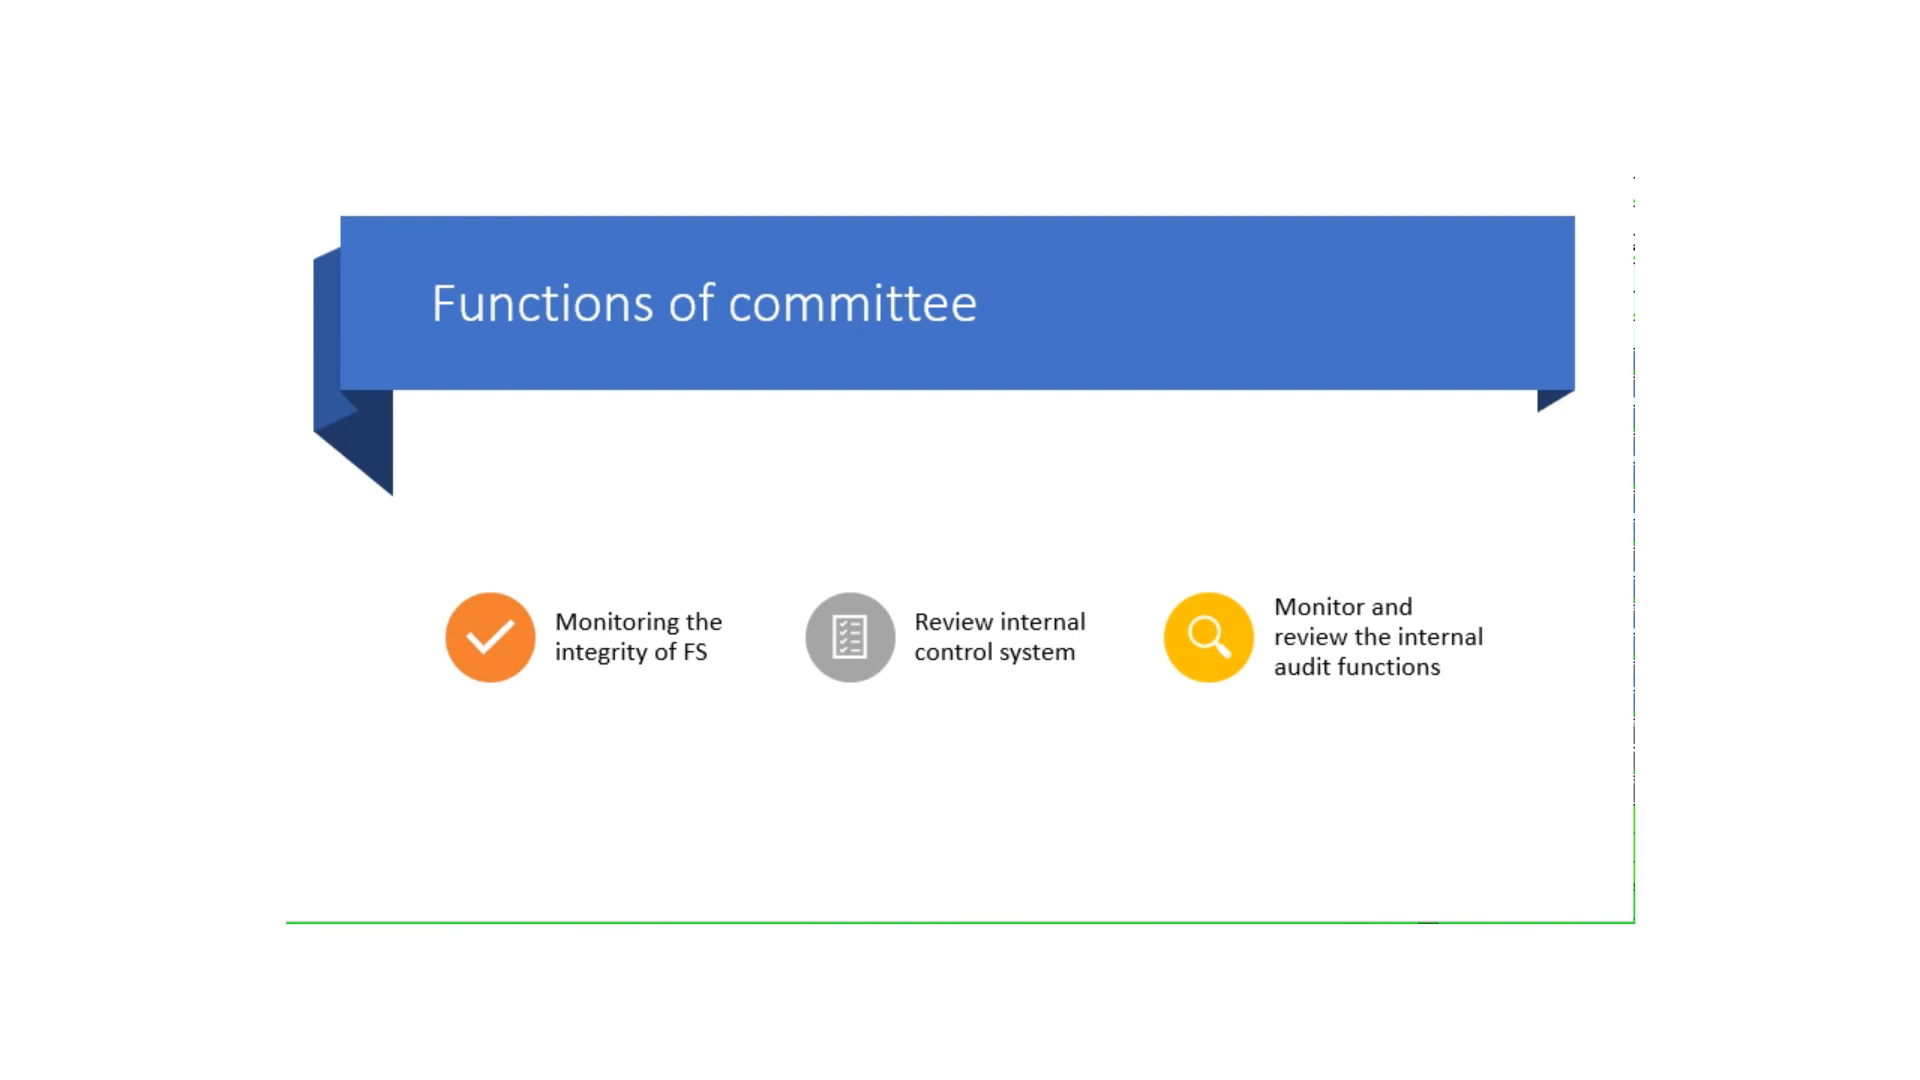 Functions of committee
Monitoring the
integrity of FS
Review internal
control system
Monitor and
review the internal
audit functions